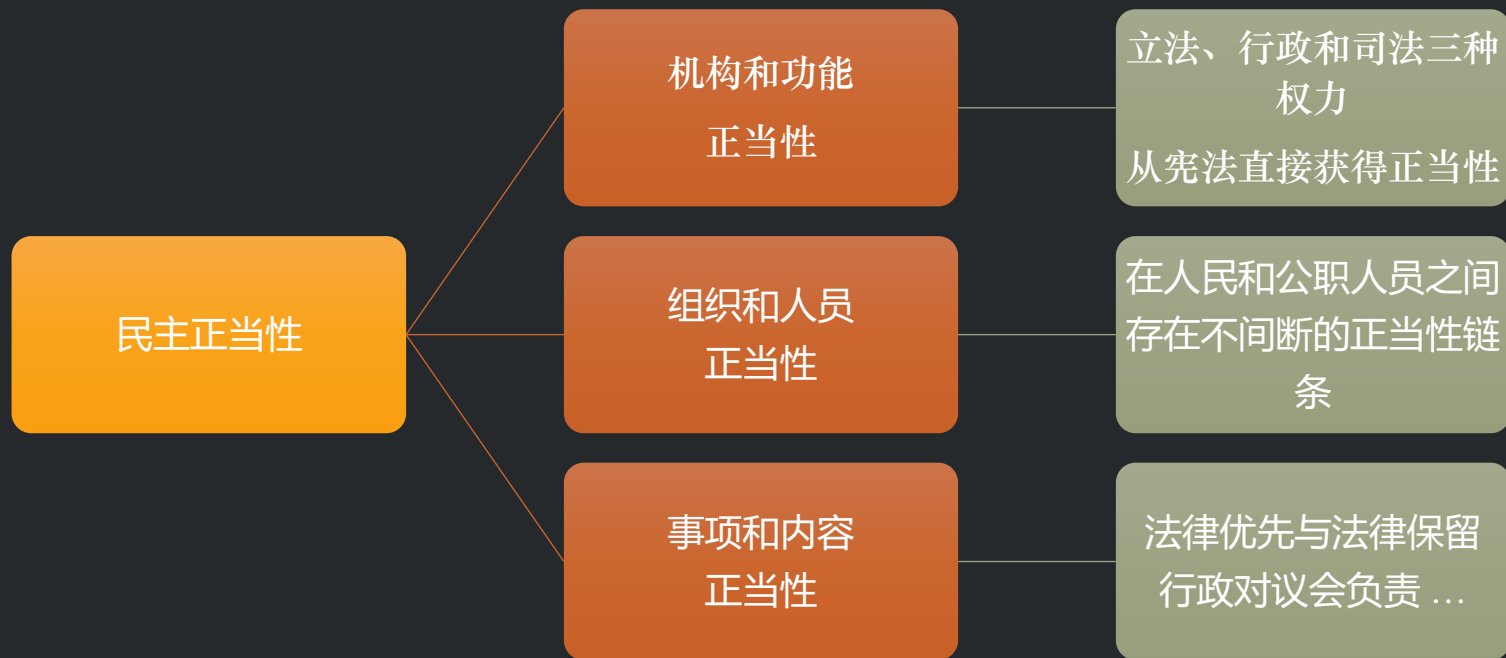 机构和功能
正当性
立法、行政和司法三种
权力
从宪法直接获得正当性
民主正当性
组织和人员
正当性
在人民和公职人员之间
存在不间断的正当性链
条
事项和内容
正当性
法律优先与法律保留
行政对议会负责 ...